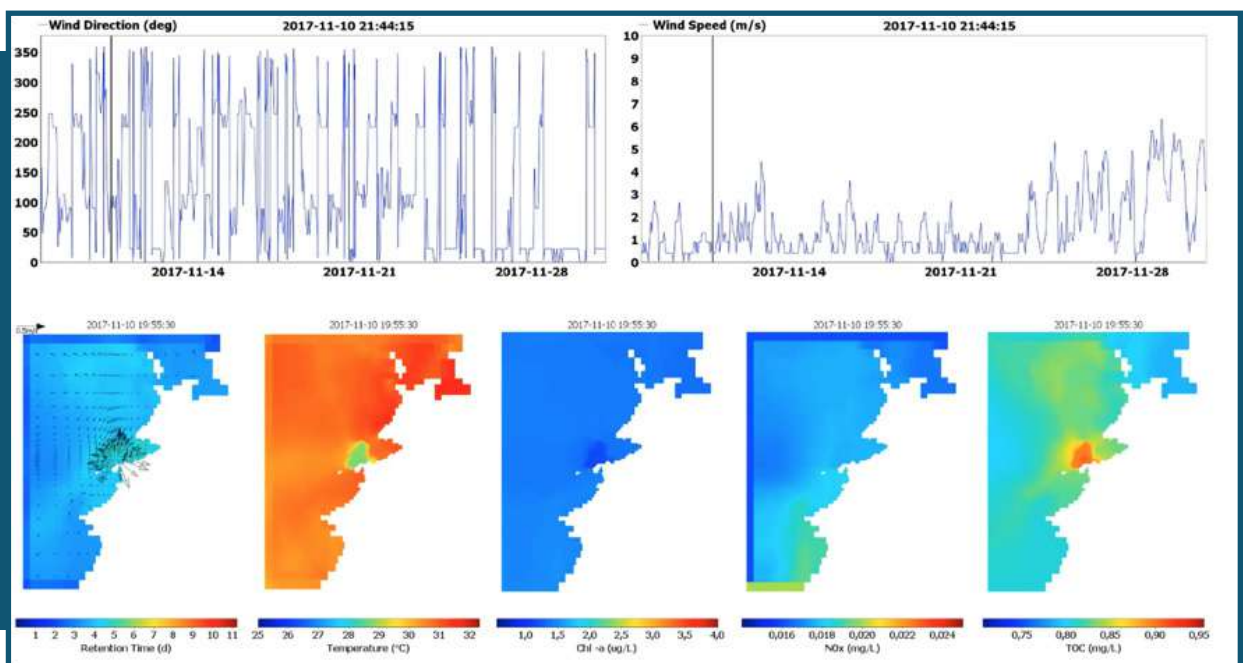 Wind Direction (deg) 2017-11-10 21:44:15
350
300
250
200
150
100
50
0
2017-11-14 2017-11-21 2017-11-28
Wind Speed (m/s) 2017-11-10 21:44:15
10
9
8
7
6
5
4
3
2
1
0
2017-11-14 2017-11-21 2017-11-28
2017-11-10 19:55:30
1 2 3 4 5 6 7 8 9 10 11
Retention Time (d)
2017-11-10 19:55:30
25 26 27 28 29 30 31 32
Temperature (°C)
2017-11-10 19:55:30
1,0 1,5 2,0 2,5 3,0 3,5 4,0
Chl -a (ug/L)
2017-11-10 19:55:30
0,016 0,018 0,020 0,022 0,024
NOx (mg/L)
2017-11-10 19:55:30
0,75 0,80 0,85 0,90 0,95
TOC (mg/L)